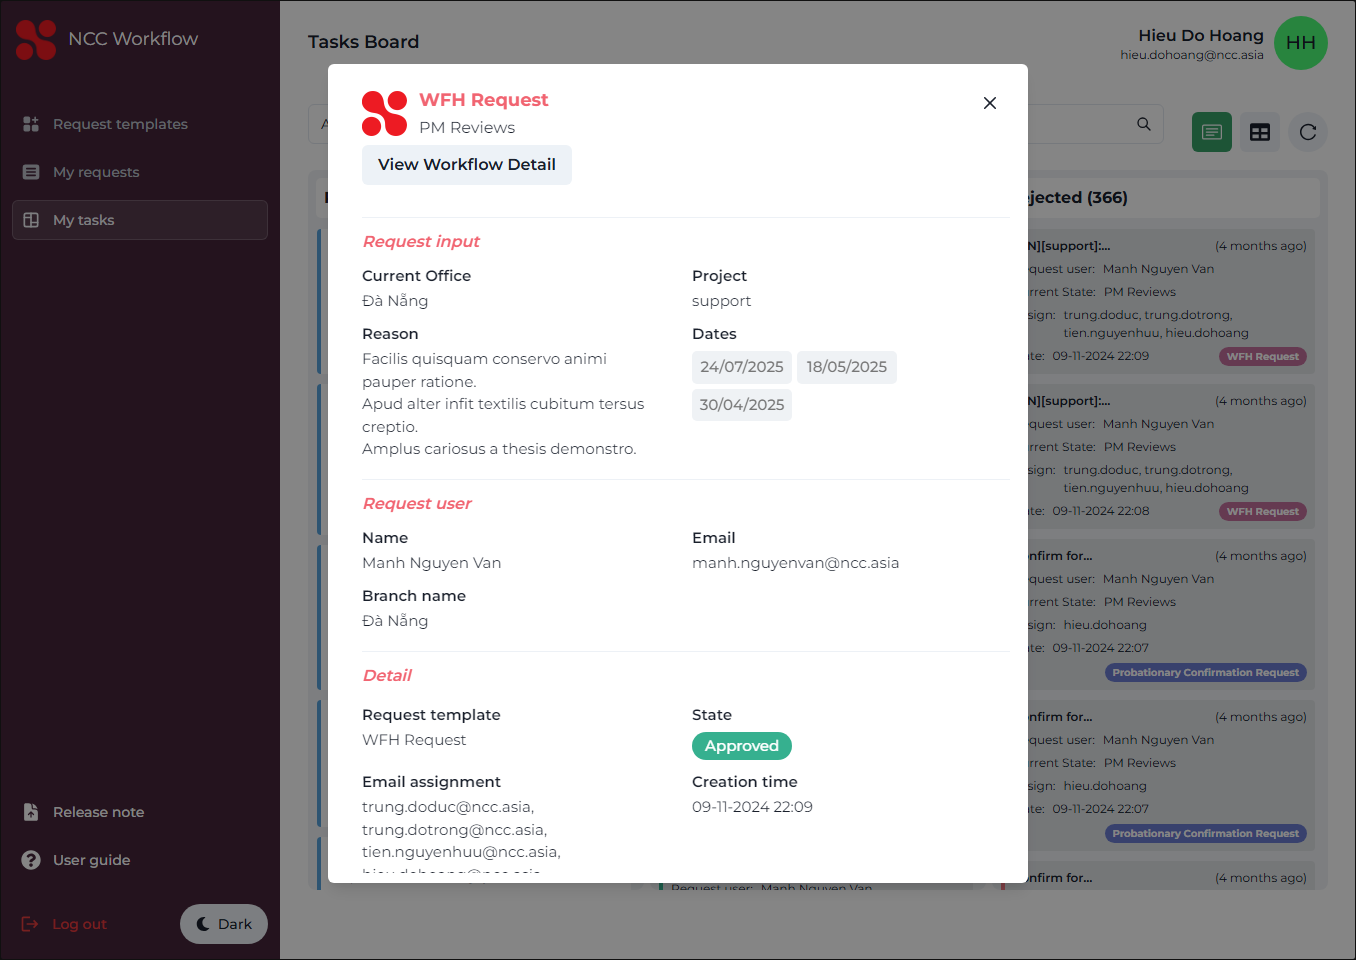 NCC Workflow
Request templates
My requests
My tasks
Release note
User guide
Log out
Dark
Tasks Board
Hieu Do Hoang
hieu.dohoang@ncc.asia
HH
WFH Request
PM Reviews
View Workflow Detail
Request input
Current Office
Đà Nẵng
Project
support
Reason
Facilis quisquam conservo animi
pauper ratione.
Apud alter infit textilis cubitum tersus
creptio.
Amplus cariosus a thesis demonstro.
Dates
24/07/2025 18/05/2025
30/04/2025
Request user
Name
Manh Nguyen Van
Email
manh.nguyenvan@ncc.asia
Branch name
Đà Nẵng
Detail
Request template
WFH Request
State
Approved
Email assignment
trung.doduc@ncc.asia,
trung.dotrong@ncc.asia,
tien.nguyenhuu@ncc.asia,
hieu.dohoang@ncc.asia
Creation time
09-11-2024 22:09
Request user: Manh Nguyen Van
jected (366)
N][support]:... (4 months ago)
quest user: Manh Nguyen Van
rrent State: PM Reviews
sign: trung.doduc, trung.dotrong,
tien.nguyenhuu, hieu.dohoang
te: 09-11-2024 22:09 WFH Request
N][support]:... (4 months ago)
quest user: Manh Nguyen Van
rrent State: PM Reviews
sign: trung.doduc, trung.dotrong,
tien.nguyenhuu, hieu.dohoang
te: 09-11-2024 22:08 WFH Request
nfirm for... (4 months ago)
quest user: Manh Nguyen Van
rrent State: PM Reviews
sign: hieu.dohoang
te: 09-11-2024 22:07
Probationary Confirmation Request
nfirm for... (4 months ago)
quest user: Manh Nguyen Van
rrent State: PM Reviews
sign: hieu.dohoang
te: 09-11-2024 22:07
Probationary Confirmation Request
nfirm for... (4 months ago)